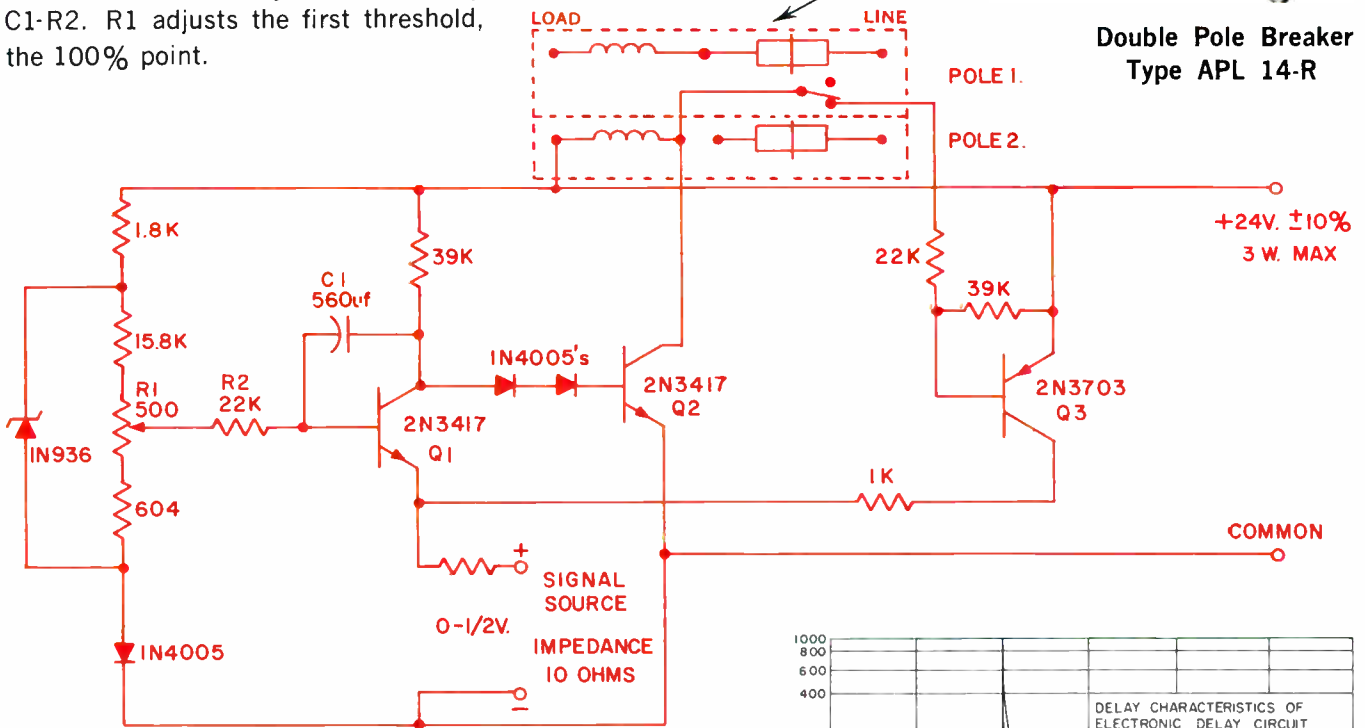 C1-R2. R1 adjusts the first threshold,
the 100% point.
Double Pole Breaker
Type APL 14-R
LOAD
LINE
POLE 1.
POLE 2.
1.8K
39K
C1
560uf
15.8K
R1
500
R2
22K
1N936
604
1N4005
1N4005's
2N3417
Q1
2N3417
Q2
22K
39K
2N3703
Q3
1K
+24V. ±10%
3 W. MAX
COMMON
+
SIGNAL
SOURCE
0-1/2V.
IMPEDANCE
10 OHMS
–
1000
800
600
400
DELAY CHARACTERISTICS OF
ELECTRONIC DELAY CIRCUIT